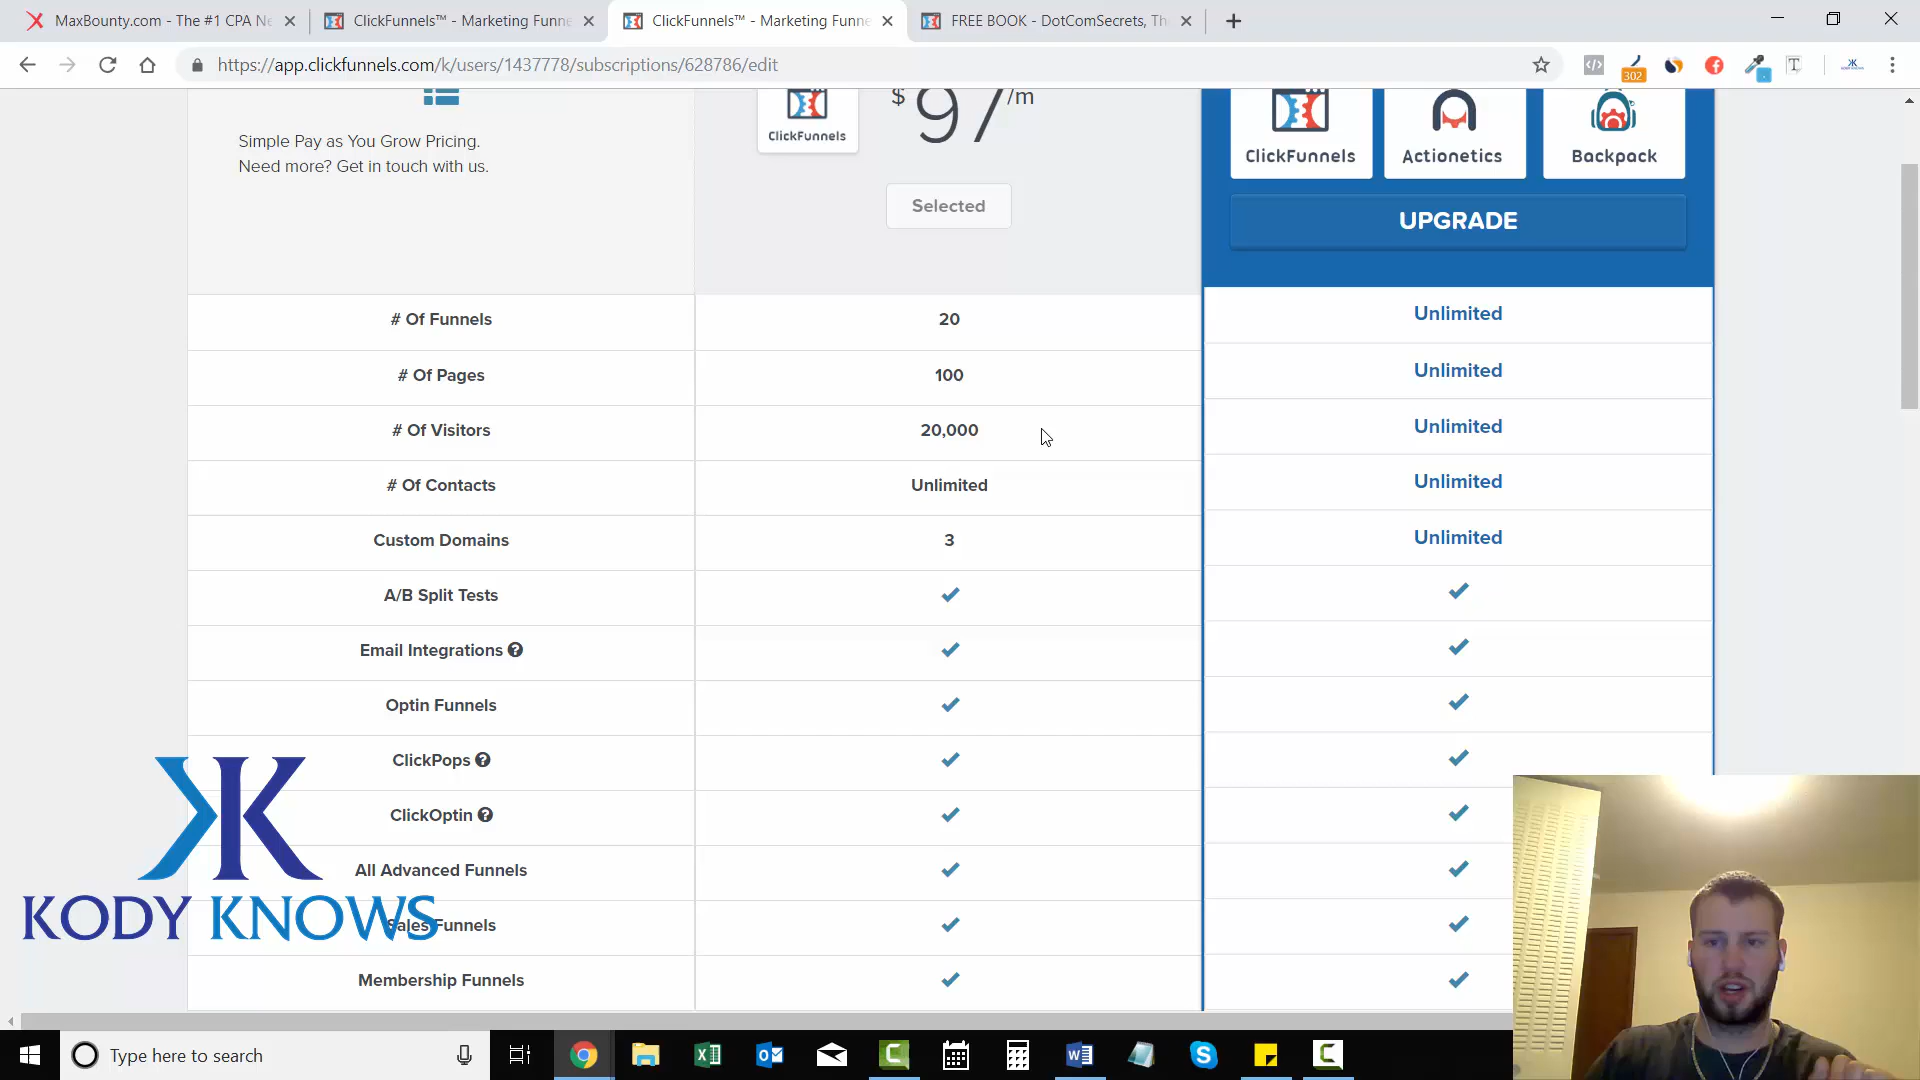 MaxBounty.com - The #1 CPA Ne
ClickFunnels™ - Marketing Funne
ClickFunnels™ - Marketing Funne
FREE BOOK - DotComSecrets, Th
https://app.clickfunnels.com/k/users/1437778/subscriptions/628786/edit
302
Simple Pay as You Grow Pricing.
Need more? Get in touch with us.
ClickFunnels
$97/m
Selected
ClickFunnels
Actionetics
Backpack
UPGRADE
# Of Funnels 20 Unlimited
# Of Pages 100 Unlimited
# Of Visitors 20,000 Unlimited
# Of Contacts Unlimited Unlimited
Custom Domains 3 Unlimited
A/B Split Tests
Email Integrations
Optin Funnels
ClickPops
ClickOptin
All Advanced Funnels
Sales Funnels
Membership Funnels
KODY KNOWS
Type here to search